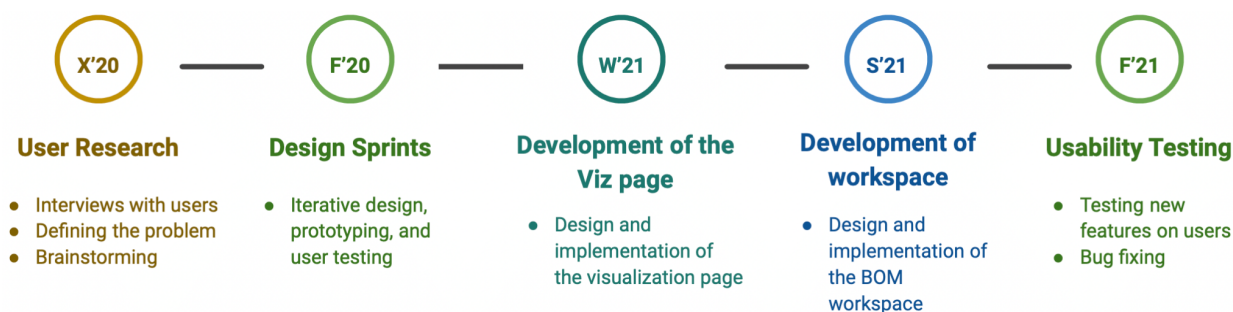 X’20
User Research
● Interviews with users
● Defining the problem
● Brainstorming
F’20
Design Sprints
● Iterative design,
prototyping, and
user testing
W’21
Development of the
Viz page
● Design and
implementation of
the visualization page
S’21
Development of
workspace
● Design and
implementation of
the BOM
workspace
F’21
Usability Testing
● Testing new
features on users
● Bug fixing